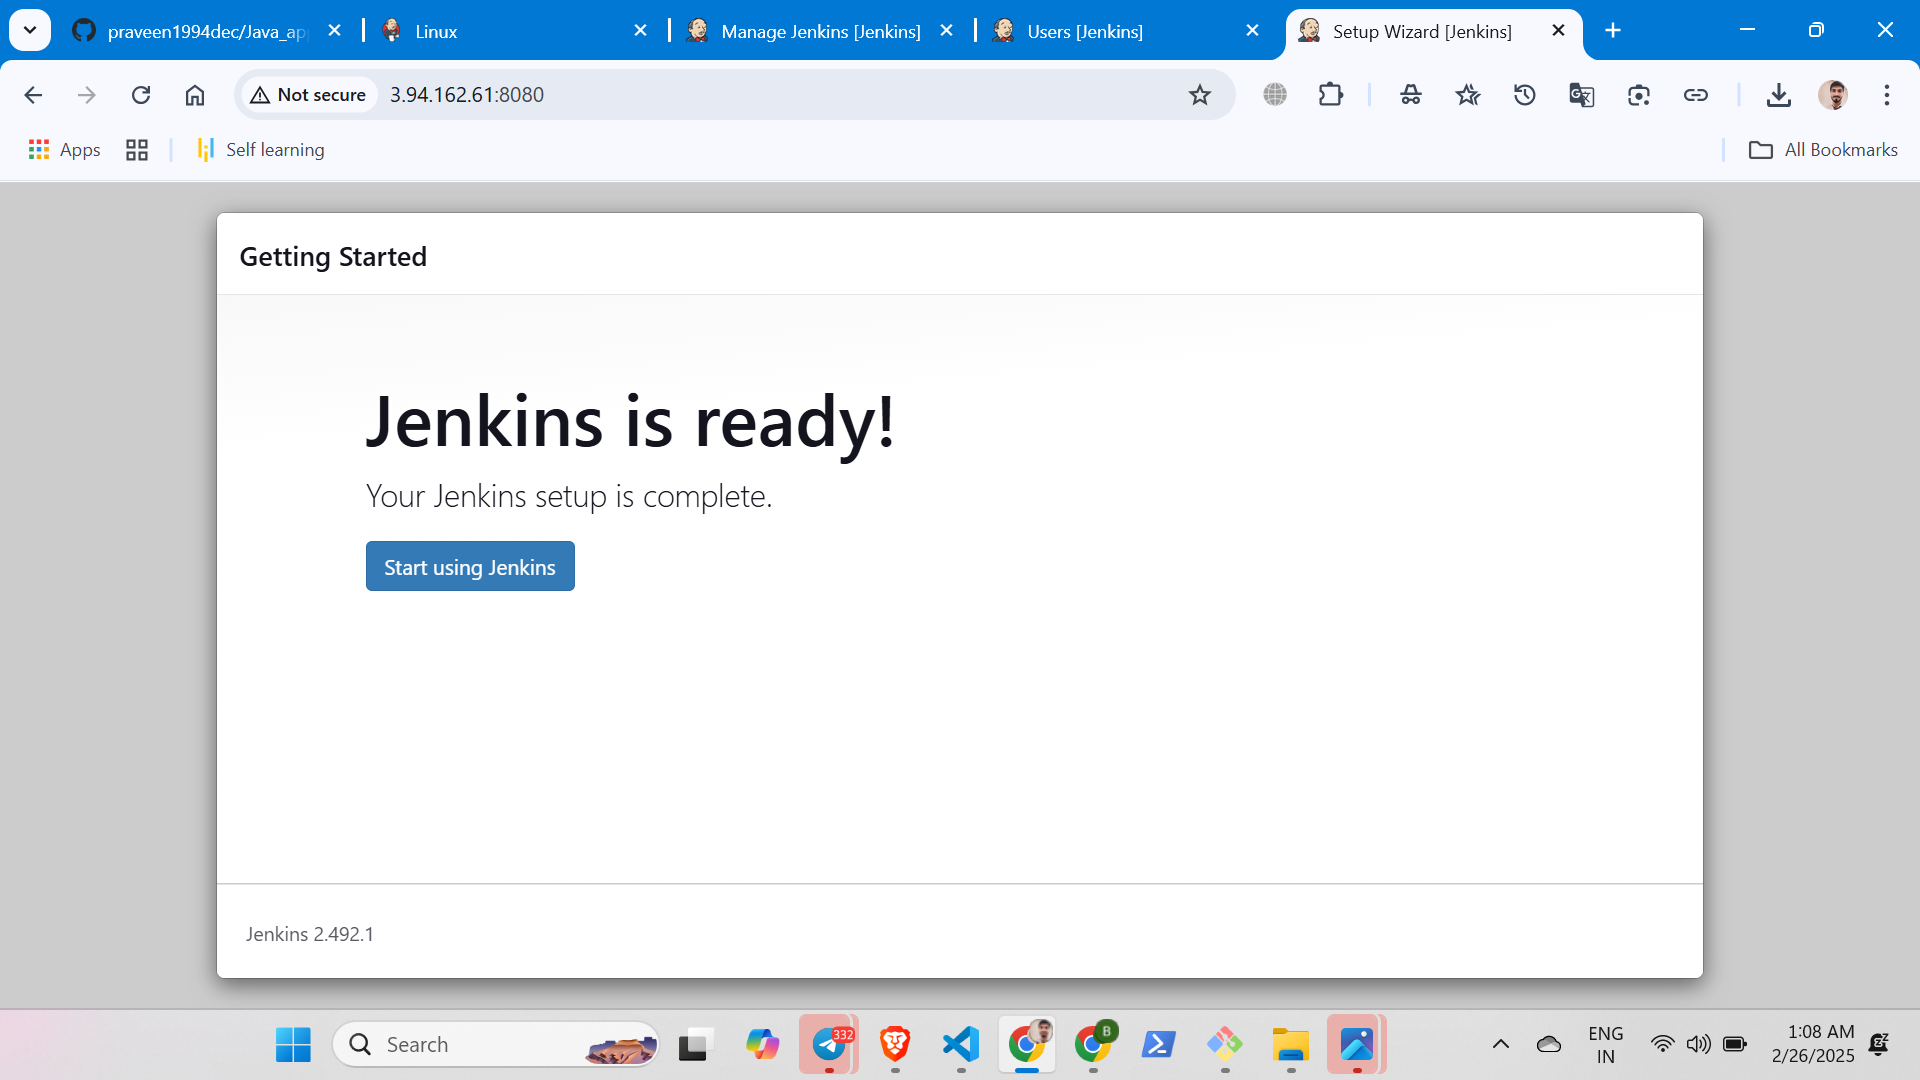 praveen1994dec/Java_ap
Linux
Manage Jenkins [Jenkins]
Users [Jenkins]
Setup Wizard [Jenkins]
Not secure
3.94.162.61:8080
Apps
Self learning
All Bookmarks
Getting Started
Jenkins is ready!
Your Jenkins setup is complete.
Start using Jenkins
Jenkins 2.492.1
Search
332
B
ENG
IN
1:08 AM
2/26/2025